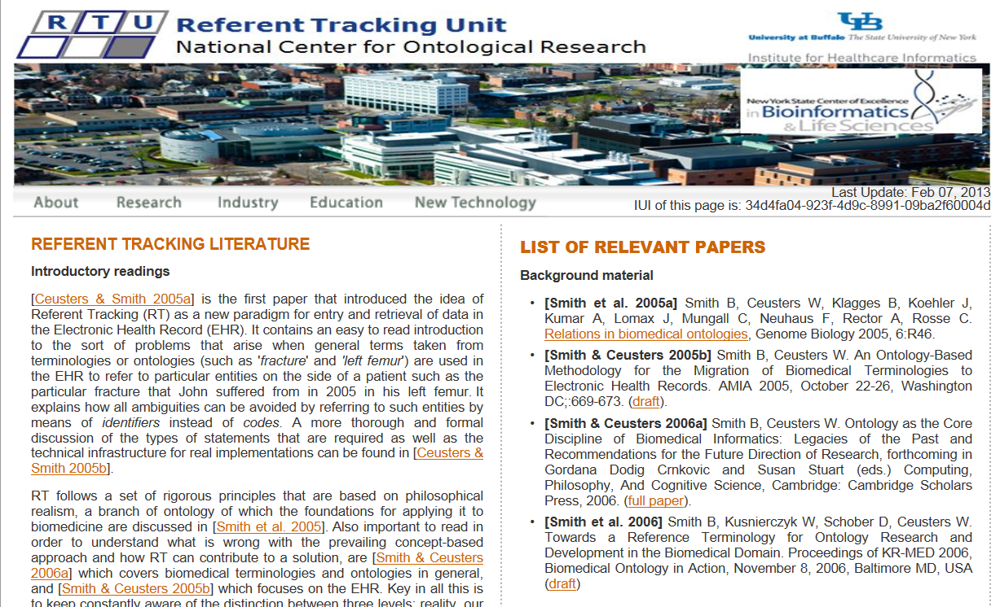 RTU
Referent Tracking Unit
National Center for Ontological Research
UB
University at Buffalo The State University of New York
Institute for Healthcare Informatics
New York State Center of Excellence
in Bioinformatics
& Life Sciences
About Research Industry Education New Technology
Last Update: Feb 07, 2013
IUI of this page is: 34d4fa04-923f-4d9c-8991-09ba2f60004d
REFERENT TRACKING LITERATURE
Introductory readings
[Ceusters & Smith 2005a] is the first paper that introduced the idea of
Referent Tracking (RT) as a new paradigm for entry and retrieval of data in
the Electronic Health Record (EHR). It contains an easy to read introduction
to the sort of problems that arise when general terms taken from
terminologies or ontologies (such as 'fracture' and 'left femur') are used in
the EHR to refer to particular entities on the side of a patient such as the
particular fracture that John suffered from in 2005 in his left femur. It
explains how all ambiguities can be avoided by referring to such entities by
means of identifiers instead of codes. A more thorough and formal
discussion of the types of statements that are required as well as the
technical infrastructure for real implementations can be found in [Ceusters &
Smith 2005b].
RT follows a set of rigorous principles that are based on philosophical
realism, a branch of ontology of which the foundations for applying it to
biomedicine are discussed in [Smith et al. 2005]. Also important to read in
order to understand what is wrong with the prevailing concept-based
approach and how RT can contribute to a solution, are [Smith & Ceusters
2006a] which covers biomedical terminologies and ontologies in general,
and [Smith & Ceusters 2005b] which focuses on the EHR. Key in all this is
to keep constantly aware of the distinction between three levels: reality, our
LIST OF RELEVANT PAPERS
Background material
• [Smith et al. 2005a] Smith B, Ceusters W, Klagges B, Koehler J,
Kumar A, Lomax J, Mungall C, Neuhaus F, Rector A, Rosse C.
Relations in biomedical ontologies, Genome Biology 2005, 6:R46.
• [Smith & Ceusters 2005b] Smith B, Ceusters W. An Ontology-Based
Methodology for the Migration of Biomedical Terminologies to
Electronic Health Records. AMIA 2005, October 22-26, Washington
DC;:669-673. (draft).
• [Smith & Ceusters 2006a] Smith B, Ceusters W. Ontology as the Core
Discipline of Biomedical Informatics: Legacies of the Past and
Recommendations for the Future Direction of Research, forthcoming in
Gordana Dodig Crnkovic and Susan Stuart (eds.) Computing,
Philosophy, And Cognitive Science, Cambridge: Cambridge Scholars
Press, 2006. (full paper).
• [Smith et al. 2006] Smith B, Kusnierczyk W, Schober D, Ceusters W.
Towards a Reference Terminology for Ontology Research and
Development in the Biomedical Domain. Proceedings of KR-MED 2006,
Biomedical Ontology in Action, November 8, 2006, Baltimore MD, USA
(draft)